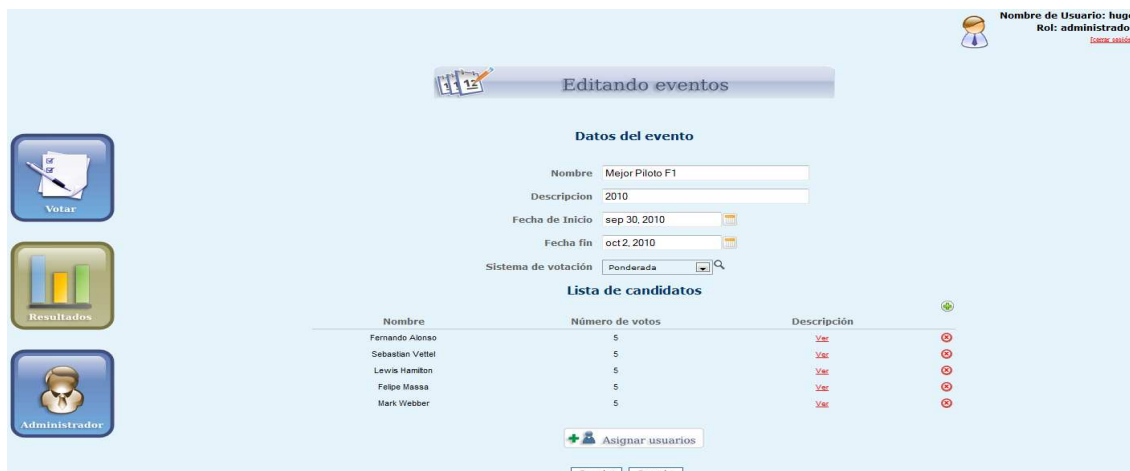 Nombre de Usuario: hugo
Rol: administrador
[cerrar sesión
Editando eventos
Datos del evento
Nombre Mejor Piloto F1
Descripcion 2010
Fecha de Inicio sep 30, 2010
Fecha fin oct 2, 2010
Sistema de votación Ponderada
Lista de candidatos
Nombre Número de votos Descripción
Fernando Alonso 5 Ver
Sebastian Vettel 5 Ver
Lewis Hamilton 5 Ver
Felipe Massa 5 Ver
Mark Webber 5 Ver
Asignar usuarios
Votar
Resultados
Administrador